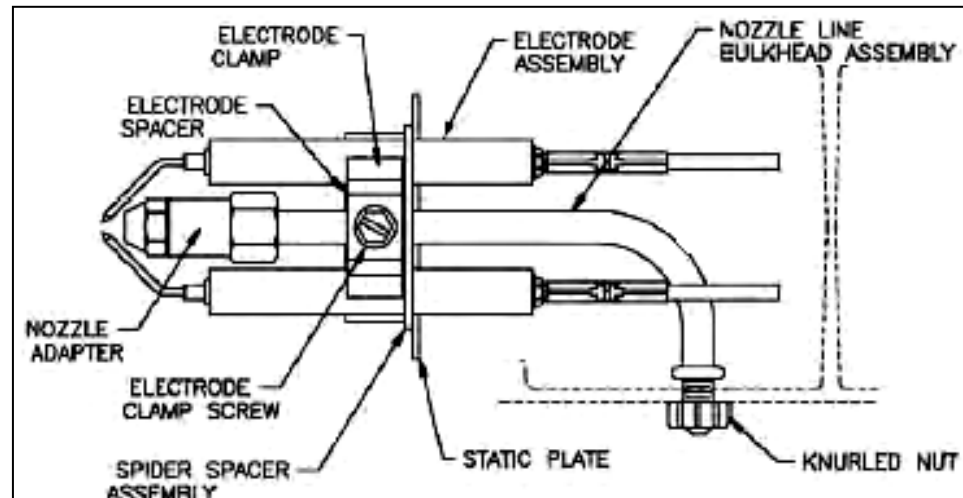 ELECTRODE
CLAMP
ELECTRODE
ASSEMBLY
NOZZLE LINE
BULKHEAD ASSEMBLY
ELECTRODE
SPACER
NOZZLE
ADAPTER
ELECTRODE
CLAMP SCREW
SPIDER SPACER
ASSEMBLY
STATIC PLATE
KNURLED NUT